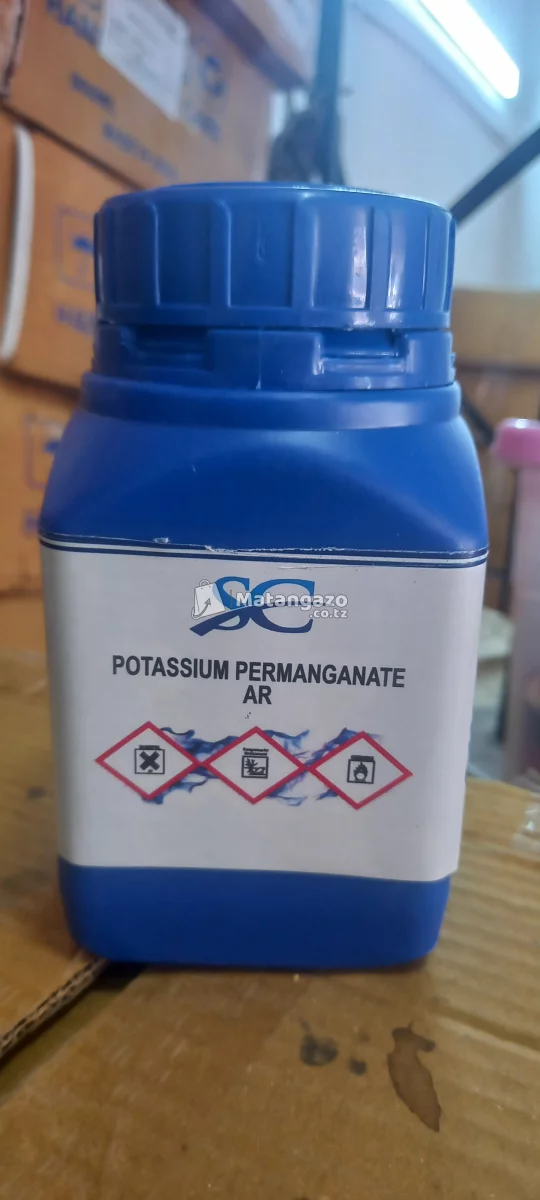 SC
Matangazo
.co.tz
POTASSIUM PERMANGANATE
AR